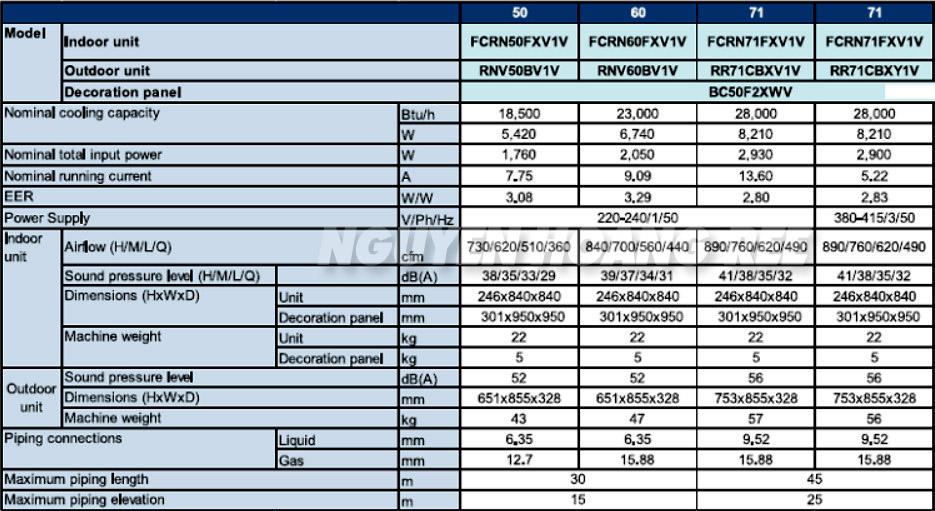 50 60 71 71
Model Indoor unit FCRN50FXV1V FCRN60FXV1V FCRN71FXV1V FCRN71FXV1V
Outdoor unit RNV50BV1V RNV60BV1V RR71CBXV1V RR71CBXY1V
Decoration panel BC50F2XWV
Nominal cooling capacity Btu/h 18,500 23,000 28,000 28,000
W 5,420 6,740 8,210 8,210
Nominal total input power W 1,760 2,050 2,930 2,900
Nominal running current A 7.75 9.09 13.60 5.22
EER W/W 3.08 3.29 2.80 2.83
Power Supply V/Ph/Hz 220-240/1/50 380-415/3/50
Indoor unit Airflow (H/M/L/Q) cfm 730/620/510/360 840/700/560/440 890/760/620/490 890/760/620/490
NGUYEN HOANG REE
Sound pressure level (H/M/L/Q) dB(A) 38/35/33/29 39/37/34/31 41/38/35/32 41/38/35/32
Dimensions (HxWxD) Unit mm 246x840x840 246x840x840 246x840x840 246x840x840
Decoration panel mm 301x950x950 301x950x950 301x950x950 301x950x950
Machine weight Unit kg 22 22 22 22
Decoration panel kg 5 5 5 5
Outdoor unit Sound pressure level dB(A) 52 52 56 56
Dimensions (HxWxD) mm 651x855x328 651x855x328 753x855x328 753x855x328
Machine weight kg 43 47 57 56
Piping connections Liquid mm 6.35 6.35 9.52 9.52
Gas mm 12.7 15.88 15.88 15.88
Maximum piping length m 30 45
Maximum piping elevation m 15 25